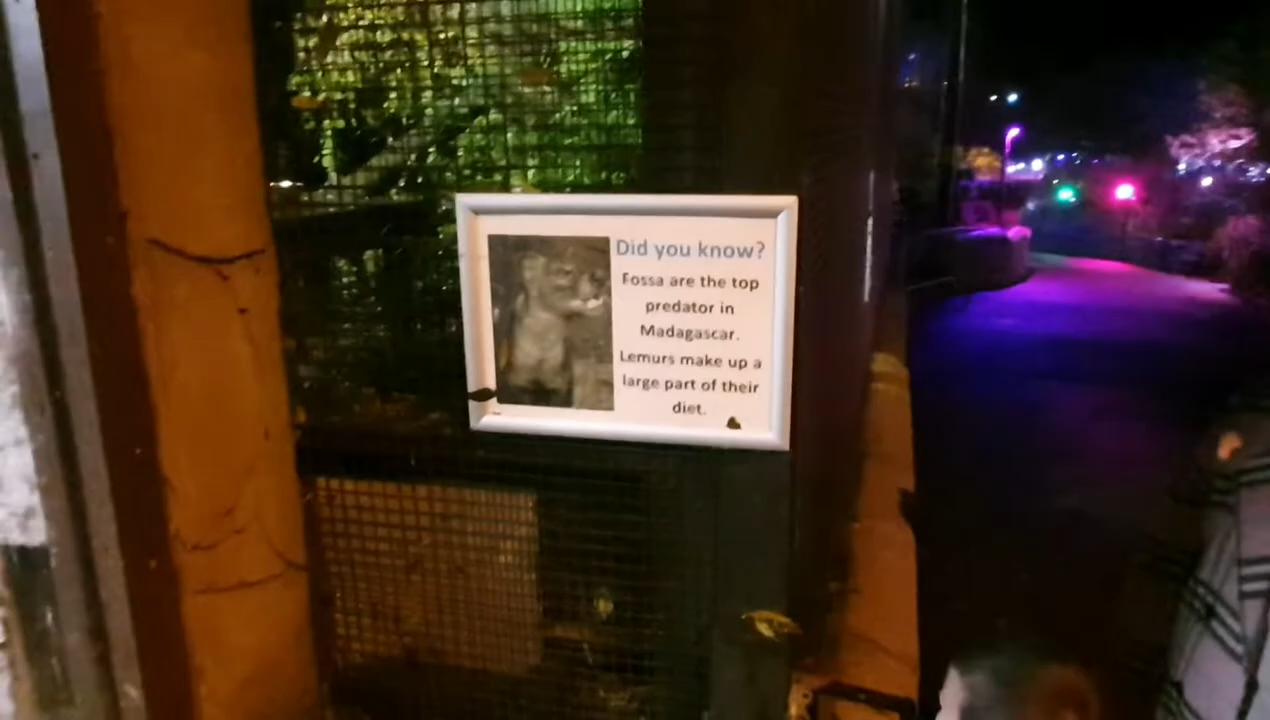 Did you know?
Fossa are the top
predator in
Madagascar.
Lemurs make up a
large part of their
diet.